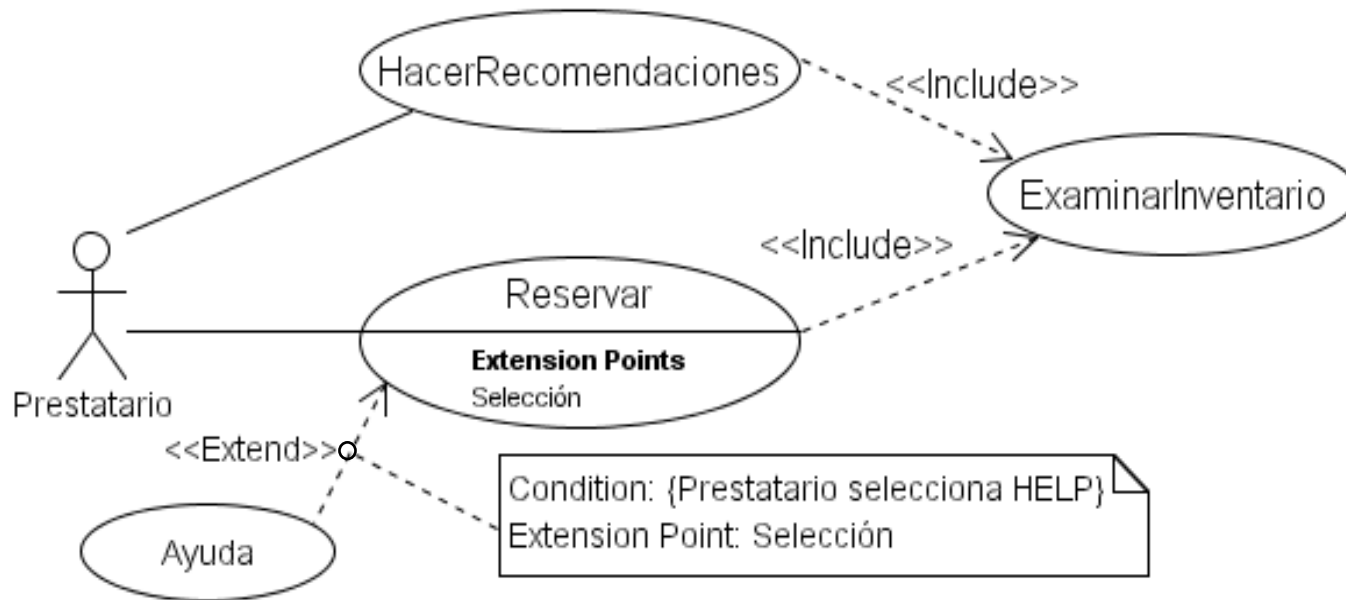 HacerRecomendaciones
<<Include>>
ExaminarInventario
<<Include>>
Reservar
Extension Points
Selección
Prestatario
<<Extend>>
Condition: {Prestatario selecciona HELP}
Extension Point: Selección
Ayuda